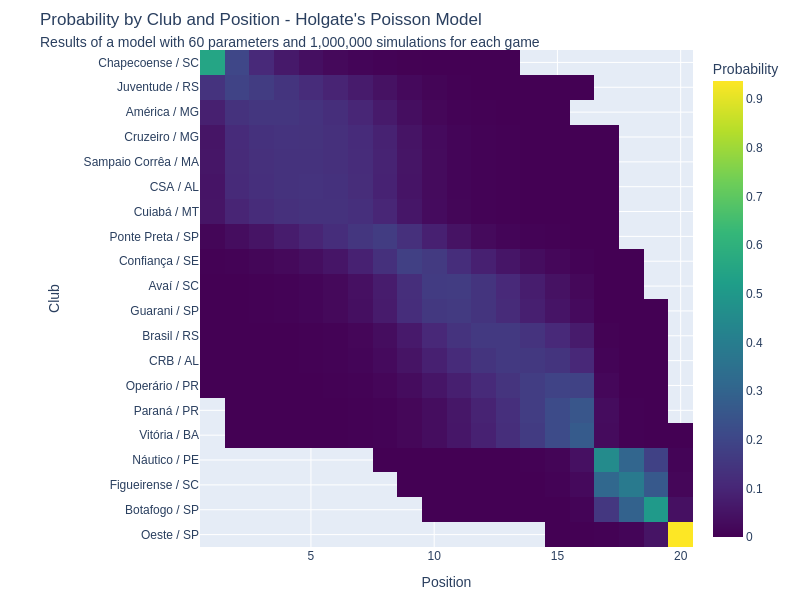 Probability by Club and Position - Holgate's Poisson Model
Results of a model with 60 parameters and 1,000,000 simulations for each game
Probability
Club
Chapecoense / SC
Juventude / RS
América / MG
Cruzeiro / MG
Sampaio Corrêa / MA
CSA / AL
Cuiabá / MT
Ponte Preta / SP
Confiança / SE
Avaí / SC
Guarani / SP
Brasil / RS
CRB / AL
Operário / PR
Paraná / PR
Vitória / BA
Náutico / PE
Figueirense / SC
Botafogo / SP
Oeste / SP
0.9
0.8
0.7
0.6
0.5
0.4
0.3
0.2
0.1
0
5
10
15
20
Position